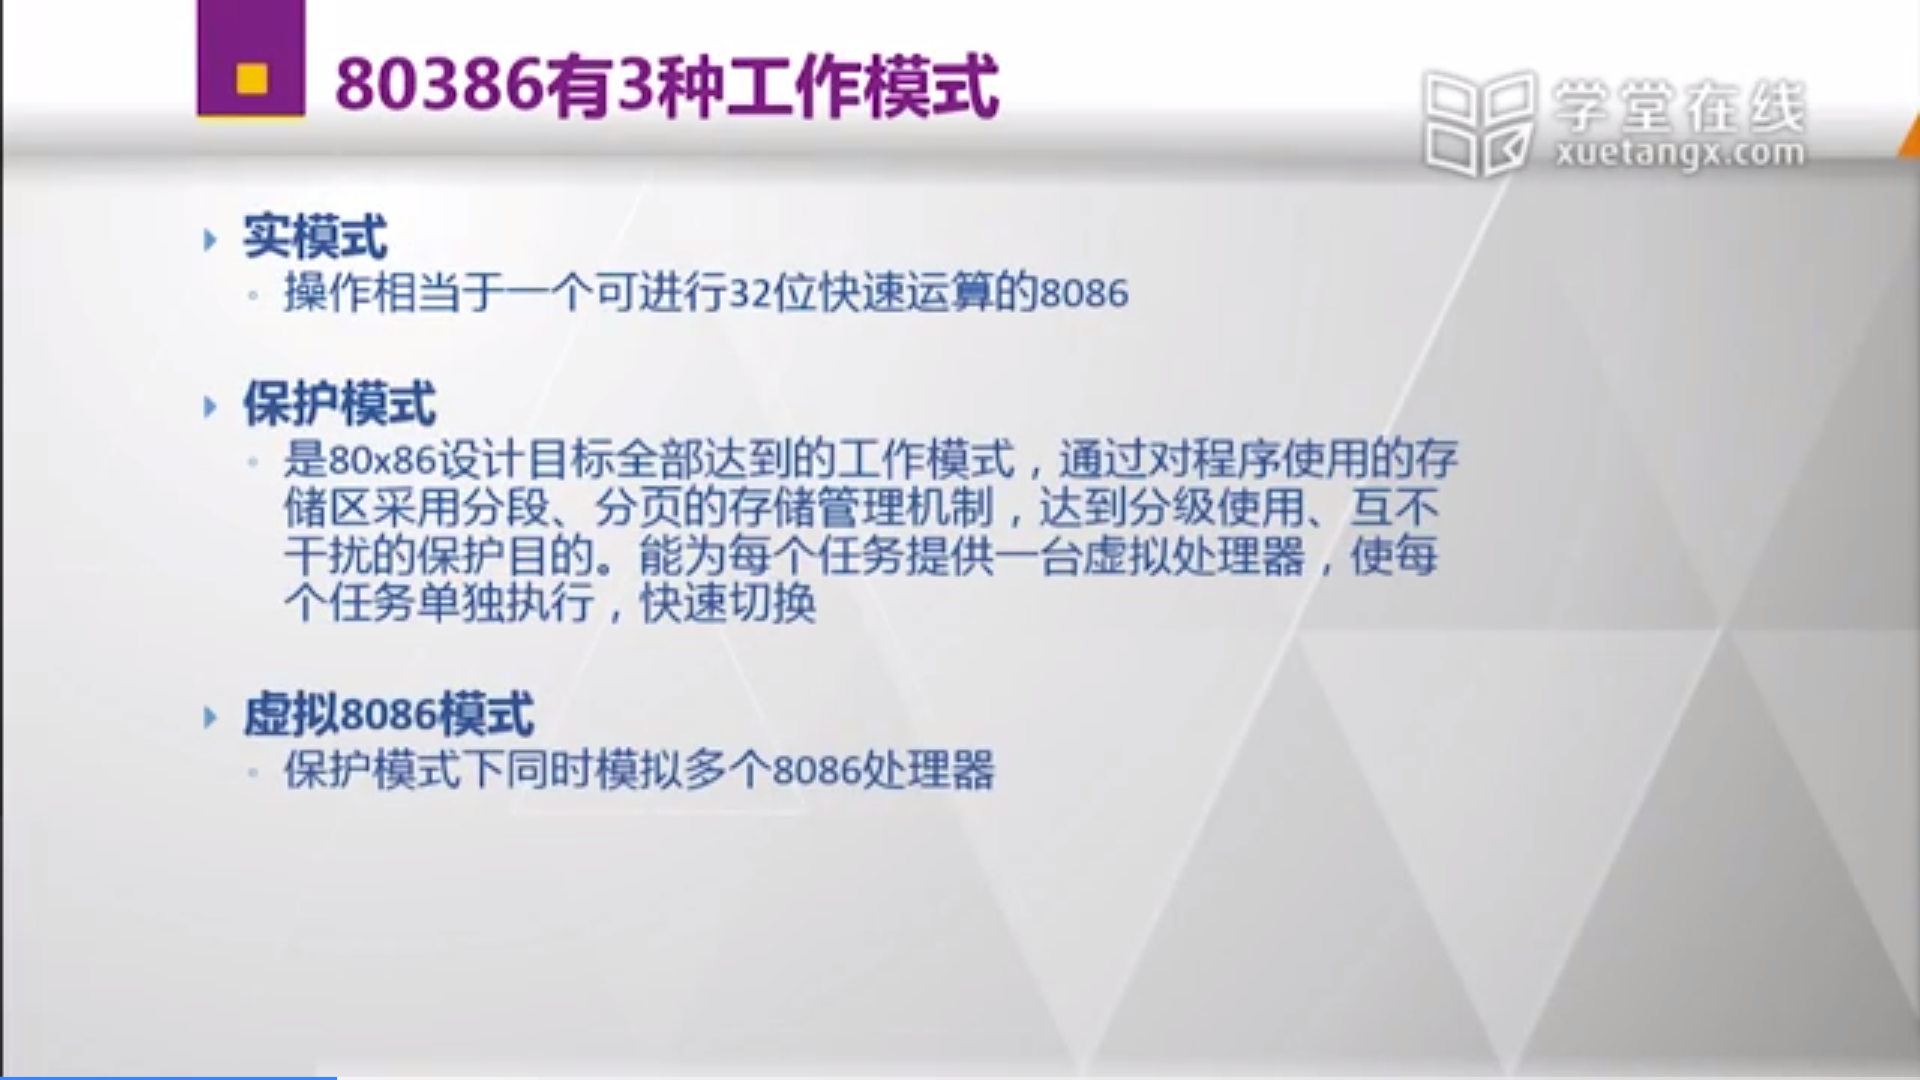 80386有3种工作模式
学堂在线
xuetangx.com
实模式
操作相当于一个可进行32位快速运算的8086
保护模式
是80x86设计目标全部达到的工作模式，通过对程序使用的存
储区采用分段、分页的存储管理机制，达到分级使用、互不
干扰的保护目的。能为每个任务提供一台虚拟处理器，使每
个任务单独执行，快速切换
虚拟8086模式
保护模式下同时模拟多个8086处理器